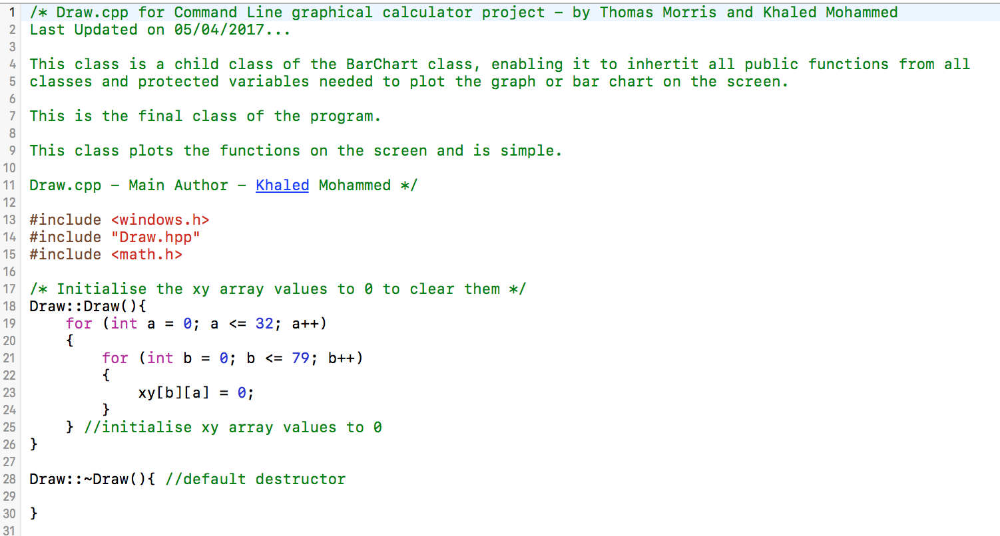 1 /* Draw.cpp for Command Line graphical calculator project – by Thomas Morris and Khaled Mohammed
2 Last Updated on 05/04/2017...
3
4 This class is a child class of the BarChart class, enabling it to inhertit all public functions from all
5 classes and protected variables needed to plot the graph or bar chart on the screen.
6
7 This is the final class of the program.
8
9 This class plots the functions on the screen and is simple.
10
11 Draw.cpp – Main Author – Khaled Mohammed */
12
13 #include <windows.h>
14 #include "Draw.hpp"
15 #include <math.h>
16
17 /* Initialise the xy array values to 0 to clear them */
18 Draw::Draw(){
19     for (int a = 0; a <= 32; a++)
20     {
21         for (int b = 0; b <= 79; b++)
22         {
23             xy[b][a] = 0;
24         }
25     } //initialise xy array values to 0
26 }
27
28 Draw::~Draw(){ //default destructor
29
30 }
31